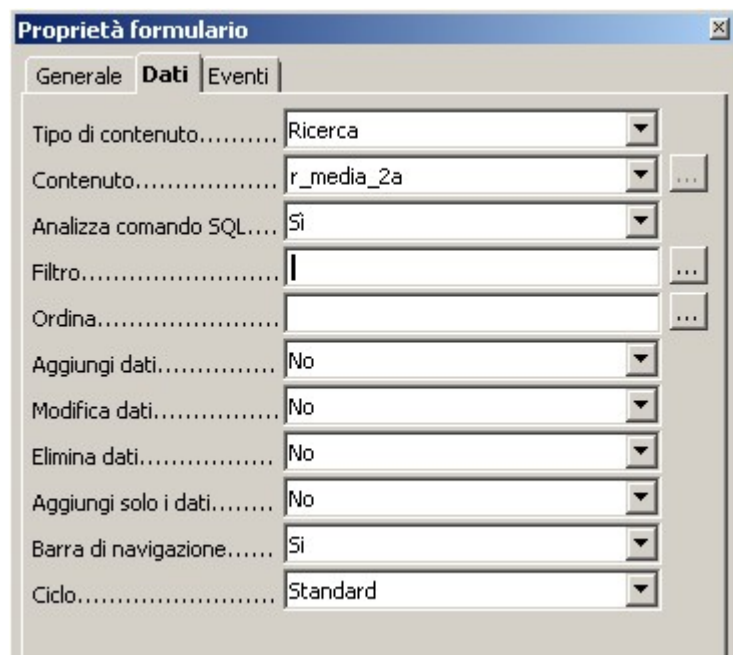 Proprietà formulario
Generale Dati Eventi
Tipo di contenuto.......... Ricerca
Contenuto.................. r_media_2a ...
Analizza comando SQL.... Sì
Filtro........................ ...
Ordina...................... ...
Aggiungi dati............... No
Modifica dati............... No
Elimina dati................ No
Aggiungi solo i dati........ No
Barra di navigazione...... Si
Ciclo......................... Standard